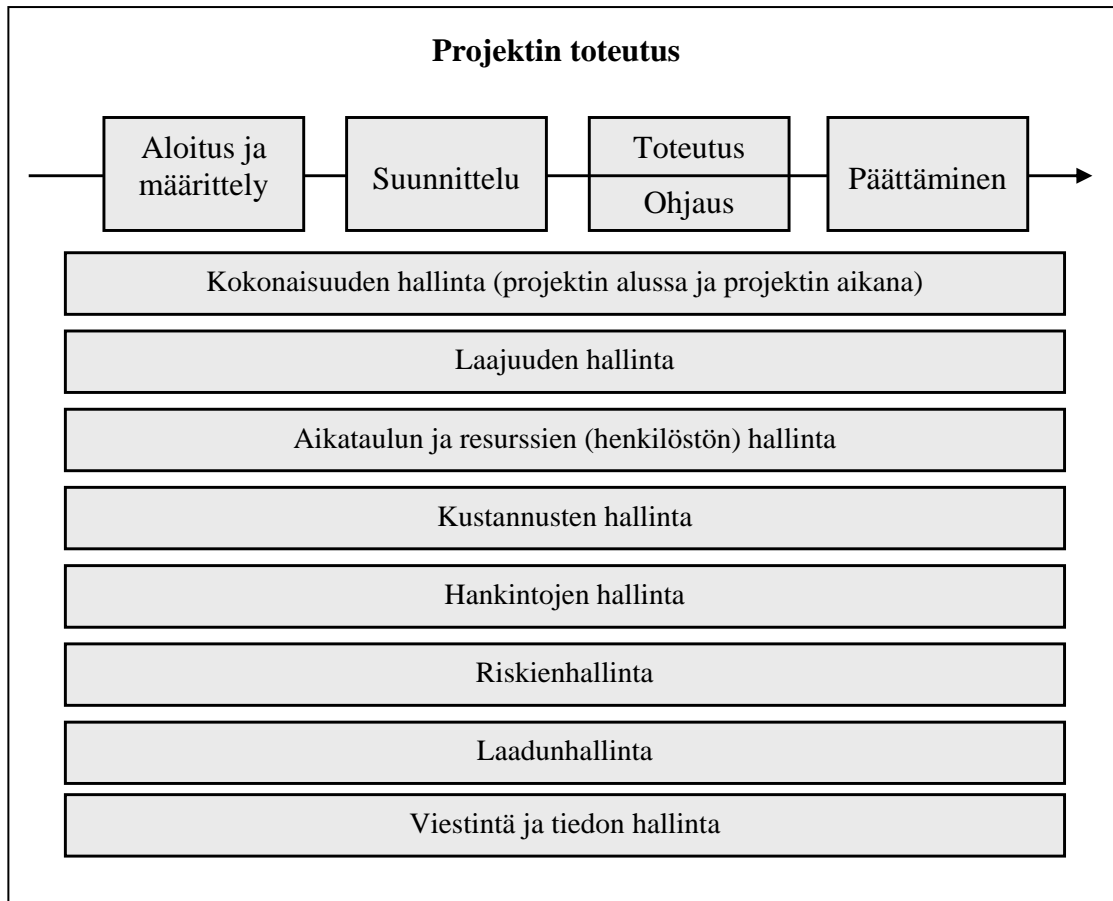 Projektin toteutus
Aloitus ja
määrittely
Suunnittelu
Toteutus
Ohjaus
Päättäminen
Kokonaisuuden hallinta (projektin alussa ja projektin aikana)
Laajuuden hallinta
Aikataulun ja resurssien (henkilöstön) hallinta
Kustannusten hallinta
Hankintojen hallinta
Riskienhallinta
Laadunhallinta
Viestintä ja tiedon hallinta